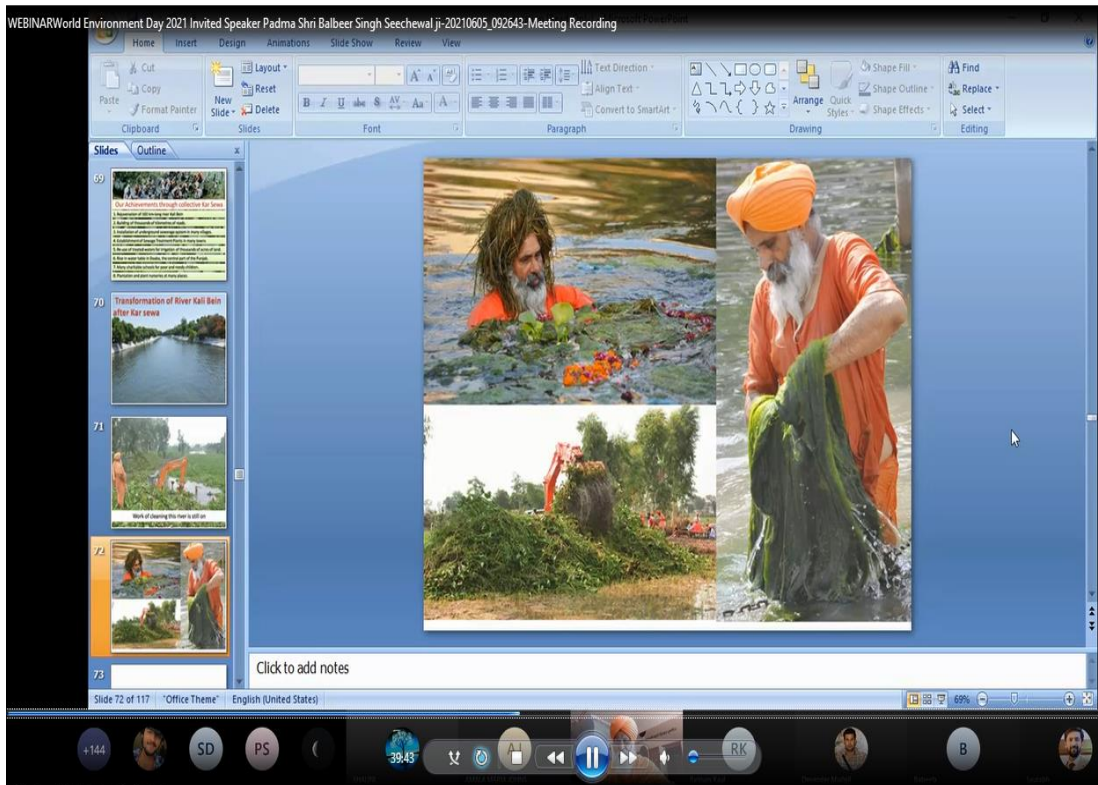 WEBINARWorld Environment Day 2021 Invited Speaker Padma Shri Balbeer Singh Seechewal ji-20210605_092643-Meeting Recording
Home Insert Design Animations Slide Show Review View
Cut
Copy
Format Painter
Paste
Clipboard
New Slide
Layout
Reset
Delete
Slides
B I U abc S AV Aa A
Font
Text Direction
Align Text
Convert to SmartArt
Paragraph
Arrange
Quick Styles
Shape Fill
Shape Outline
Shape Effects
Drawing
Find
Replace
Select
Editing
Slides Outline x
69
Our Achievements through collective Kar Sewa
70
Transformation of River Kali Bein
after Kar sewa
71
Work of cleaning this river is still on
72
73
Click to add notes
Slide 72 of 117 "Office Theme" English (United States) 69%
+144 SD PS 39:43 RK B